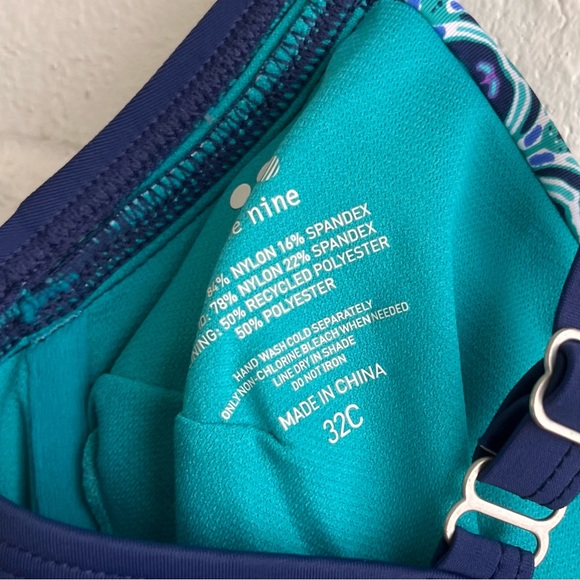 nine
84% NYLON 16% SPANDEX
78% NYLON 22% SPANDEX
50% RECYCLED POLYESTER
50% POLYESTER
HAND WASH COLD SEPARATELY
ONLY NON-CHLORINE BLEACH WHEN NEEDED
LINE DRY IN SHADE
DO NOT IRON
MADE IN CHINA
32C